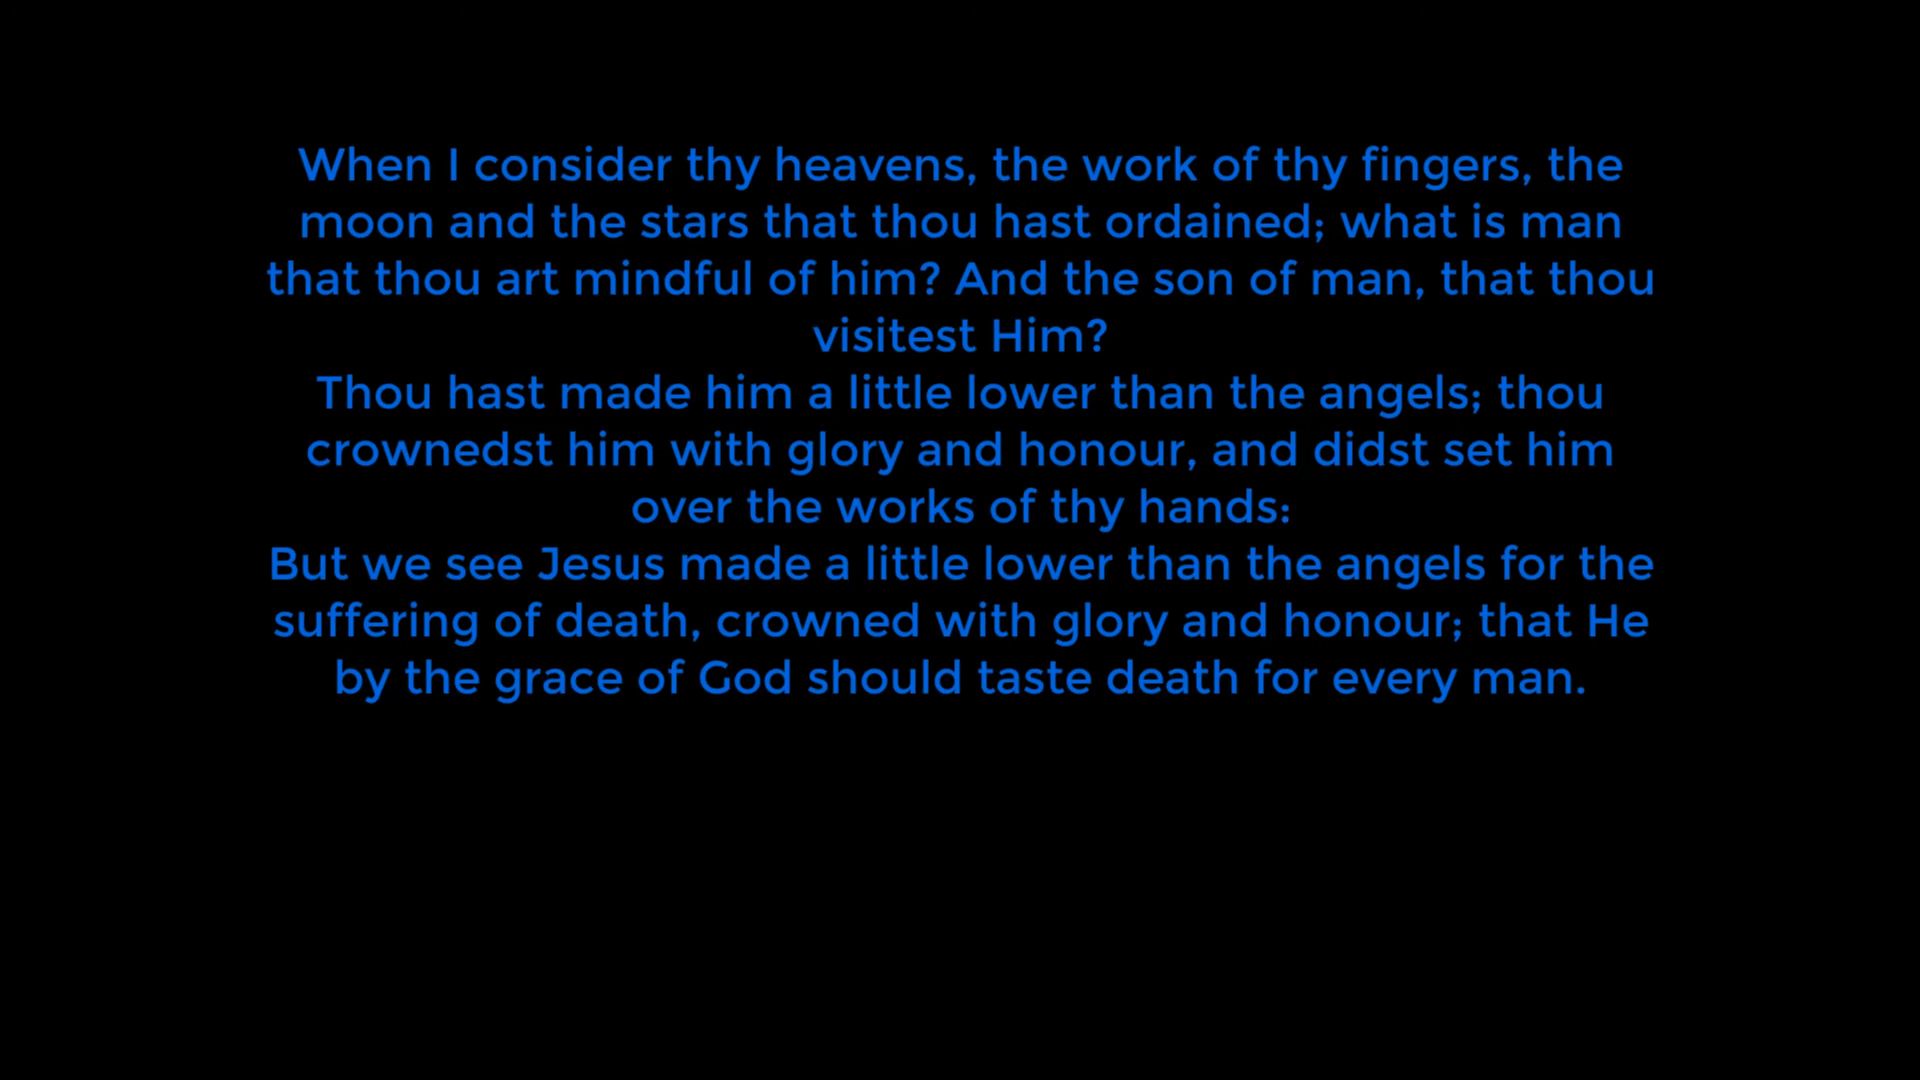 When I consider thy heavens, the work of thy fingers, the
moon and the stars that thou hast ordained; what is man
that thou art mindful of him? And the son of man, that thou
visitest Him?
Thou hast made him a little lower than the angels; thou
crownedst him with glory and honour, and didst set him
over the works of thy hands:
But we see Jesus made a little lower than the angels for the
suffering of death, crowned with glory and honour; that He
by the grace of God should taste death for every man.